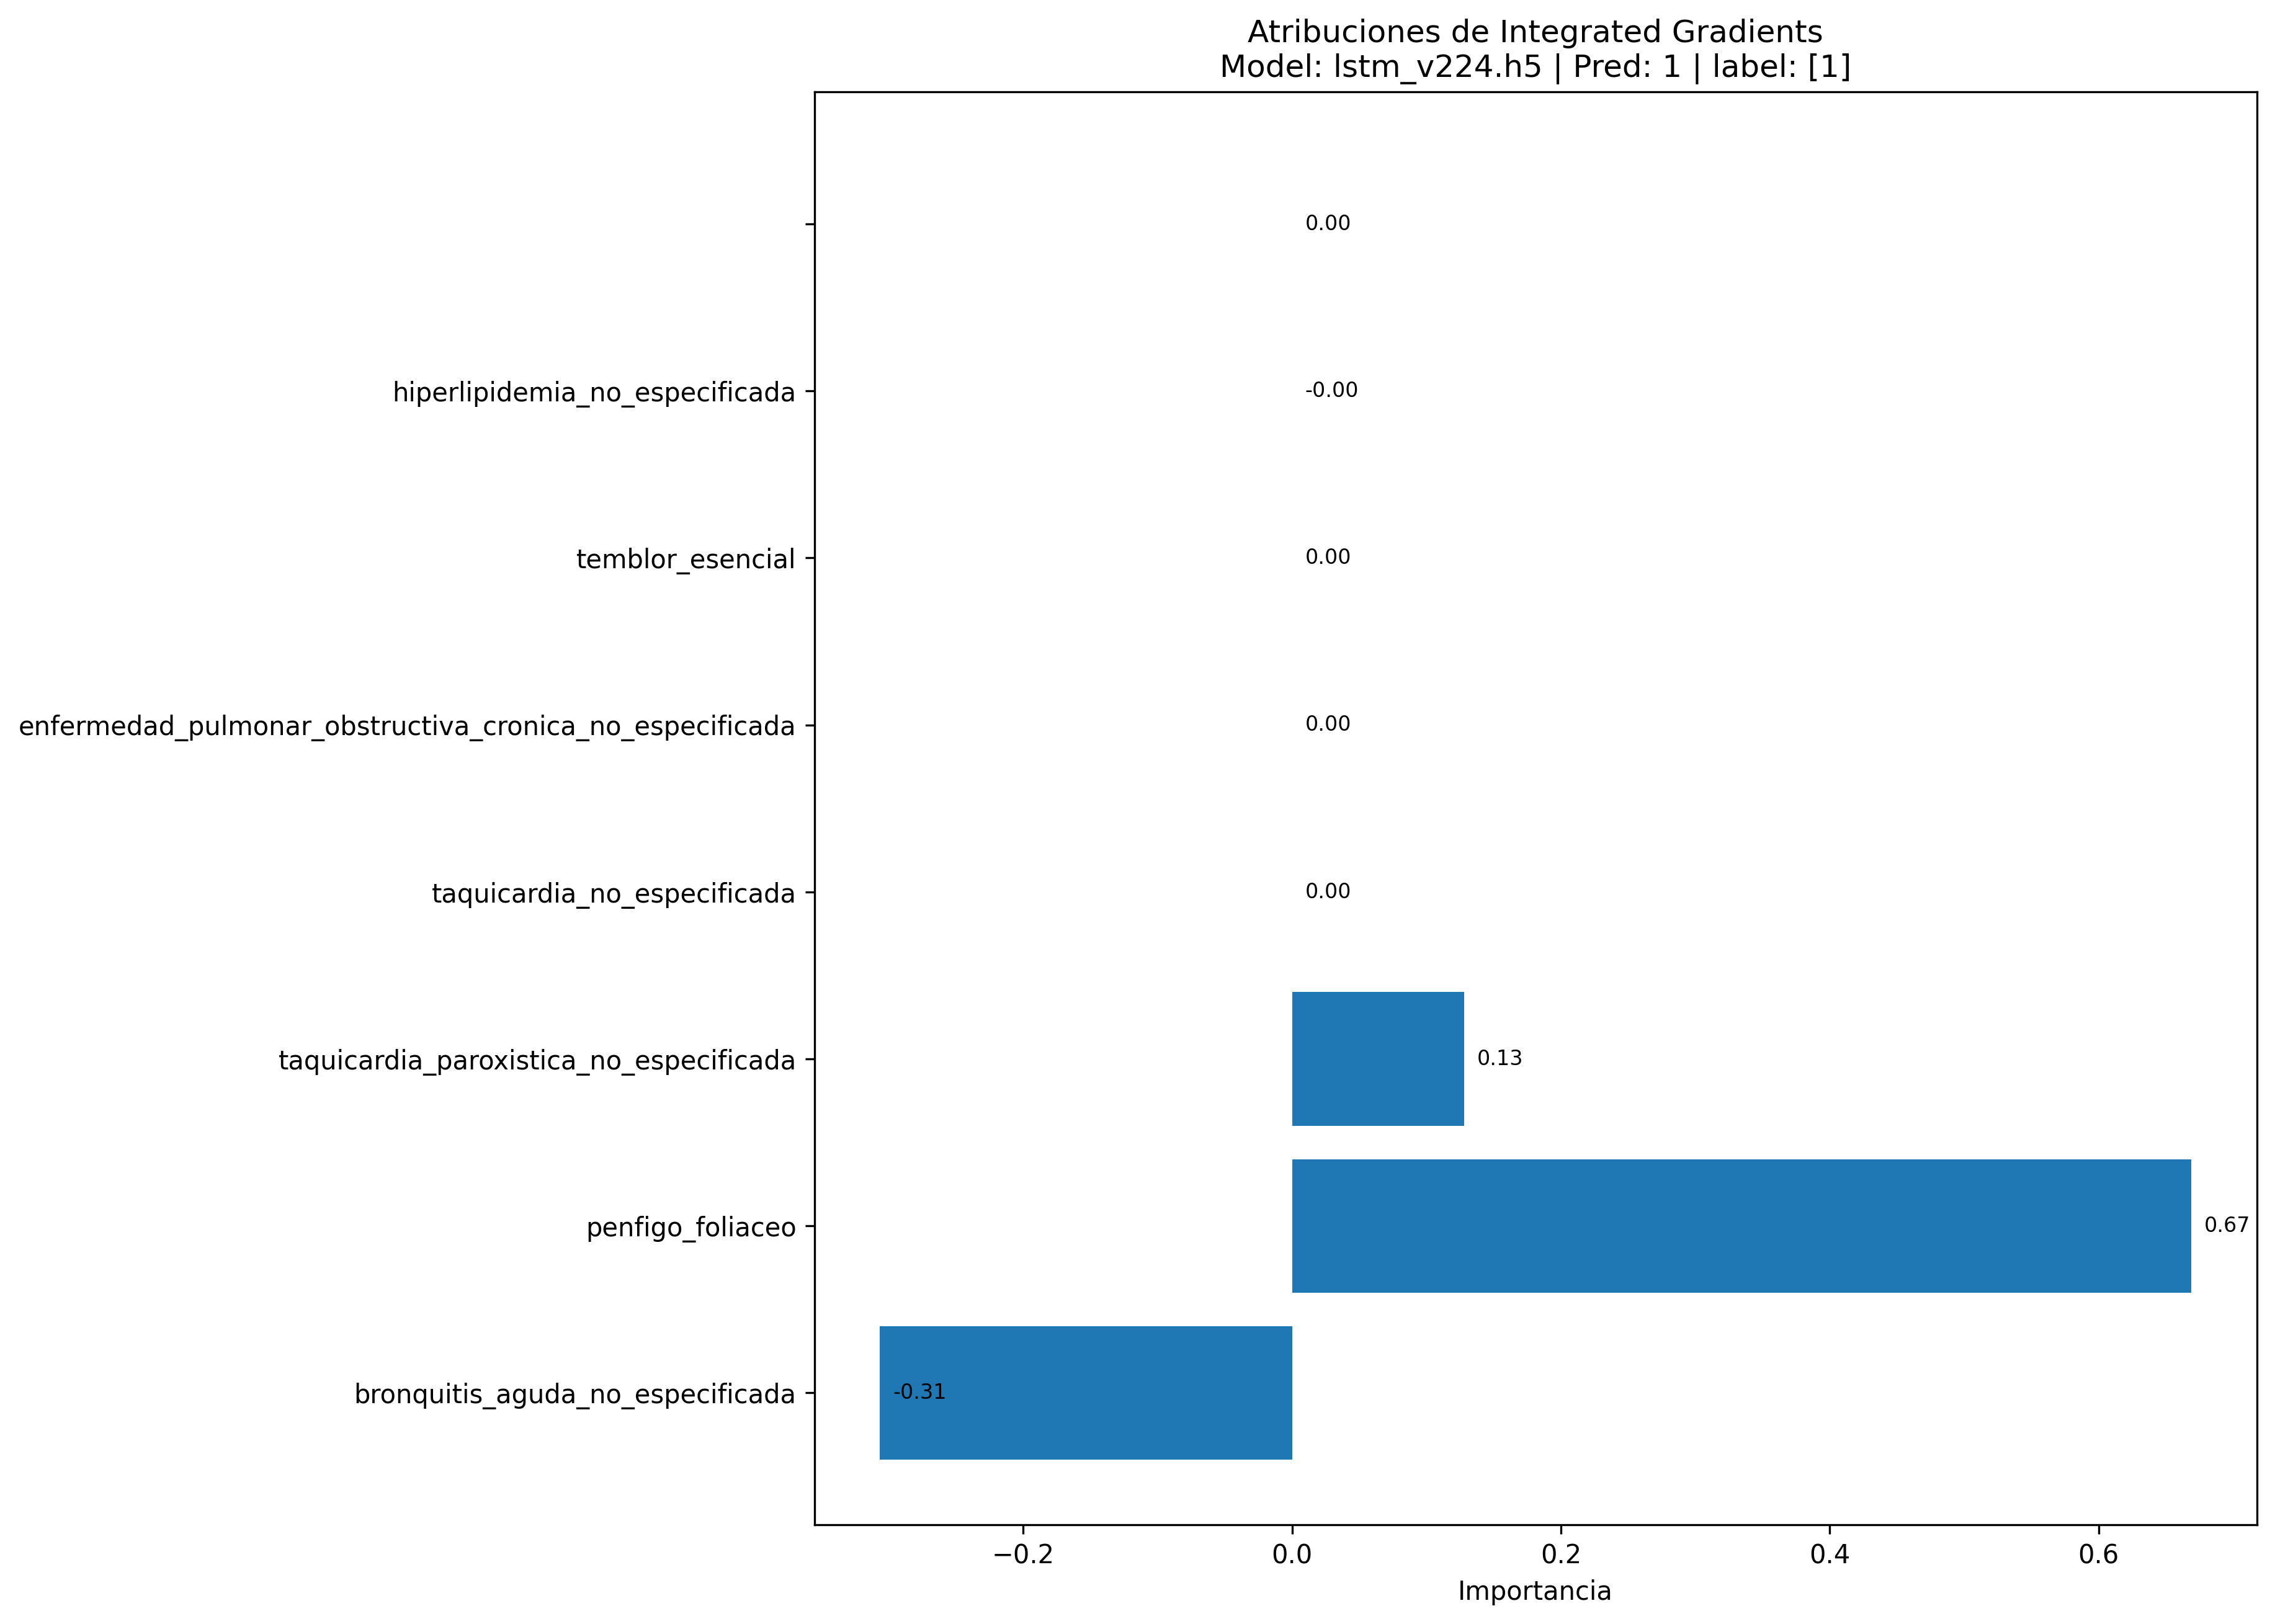 Atribuciones de Integrated Gradients
Model: lstm_v224.h5 | Pred: 1 | label: [1]
0.00
hiperlipidemia_no_especificada -0.00
temblor_esencial 0.00
enfermedad_pulmonar_obstructiva_cronica_no_especificada 0.00
taquicardia_no_especificada 0.00
taquicardia_paroxistica_no_especificada 0.13
penfigo_foliaceo 0.67
bronquitis_aguda_no_especificada -0.31
−0.2 0.0 0.2 0.4 0.6
Importancia